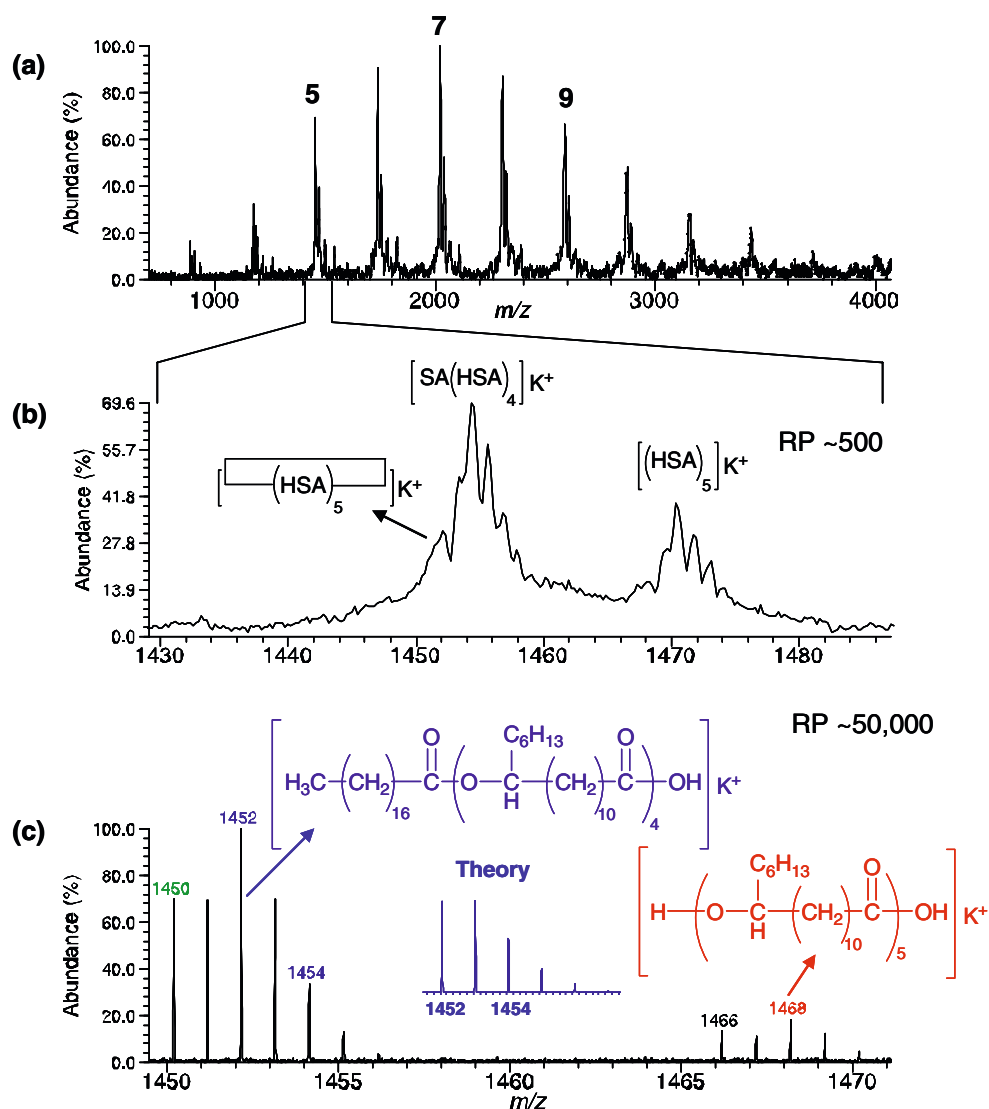 (a)
Abundance (%)
100.0
80.0
60.0
40.0
20.0
0.0
5
7
9
1000
2000
3000
4000
m/z
(b)
Abundance (%)
69.6
55.7
41.8
27.8
13.9
0.0
[SA(HSA)4]K+
[(HSA)5]K+
[(HSA)5]K+
RP ~500
1430
1440
1450
1460
1470
1480
RP ~50,000
(c)
Abundance (%)
100.0
80.0
60.0
40.0
20.0
0.0
[H3C(CH2)16C(=O)(O-CH(C6H13)(CH2)10C(=O))4OH]K+
[H(O-CH(C6H13)(CH2)10C(=O))5OH]K+
1450
1452
1454
Theory
1452
1454
1466
1468
1450
1455
1460
1465
1470
m/z